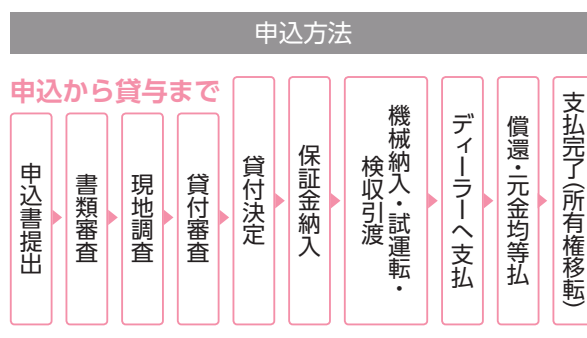 申込方法
申込から貸与まで
申込書提出
書類審査
現地調査
貸付審査
貸付決定
保証金納入
機械納入・試運転・
検収引渡
ディーラーへ支払
償還・元金均等払
支払完了(所有権移転)